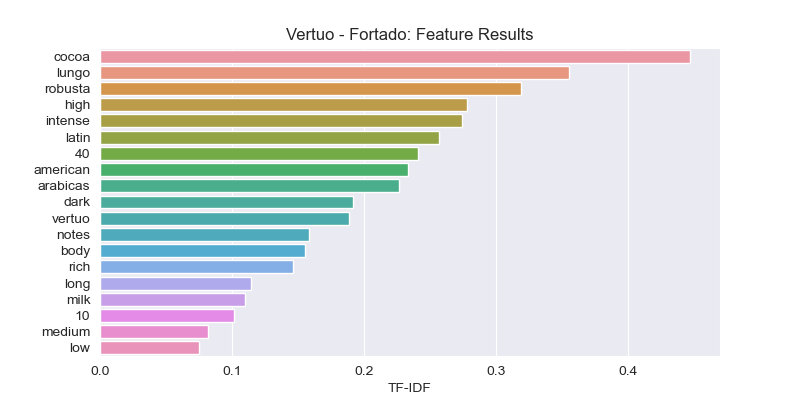 Vertuo - Fortado: Feature Results
cocoa
lungo
robusta
high
intense
latin
40
american
arabicas
dark
vertuo
notes
body
rich
long
milk
10
medium
low
0.0 0.1 0.2 0.3 0.4
TF-IDF